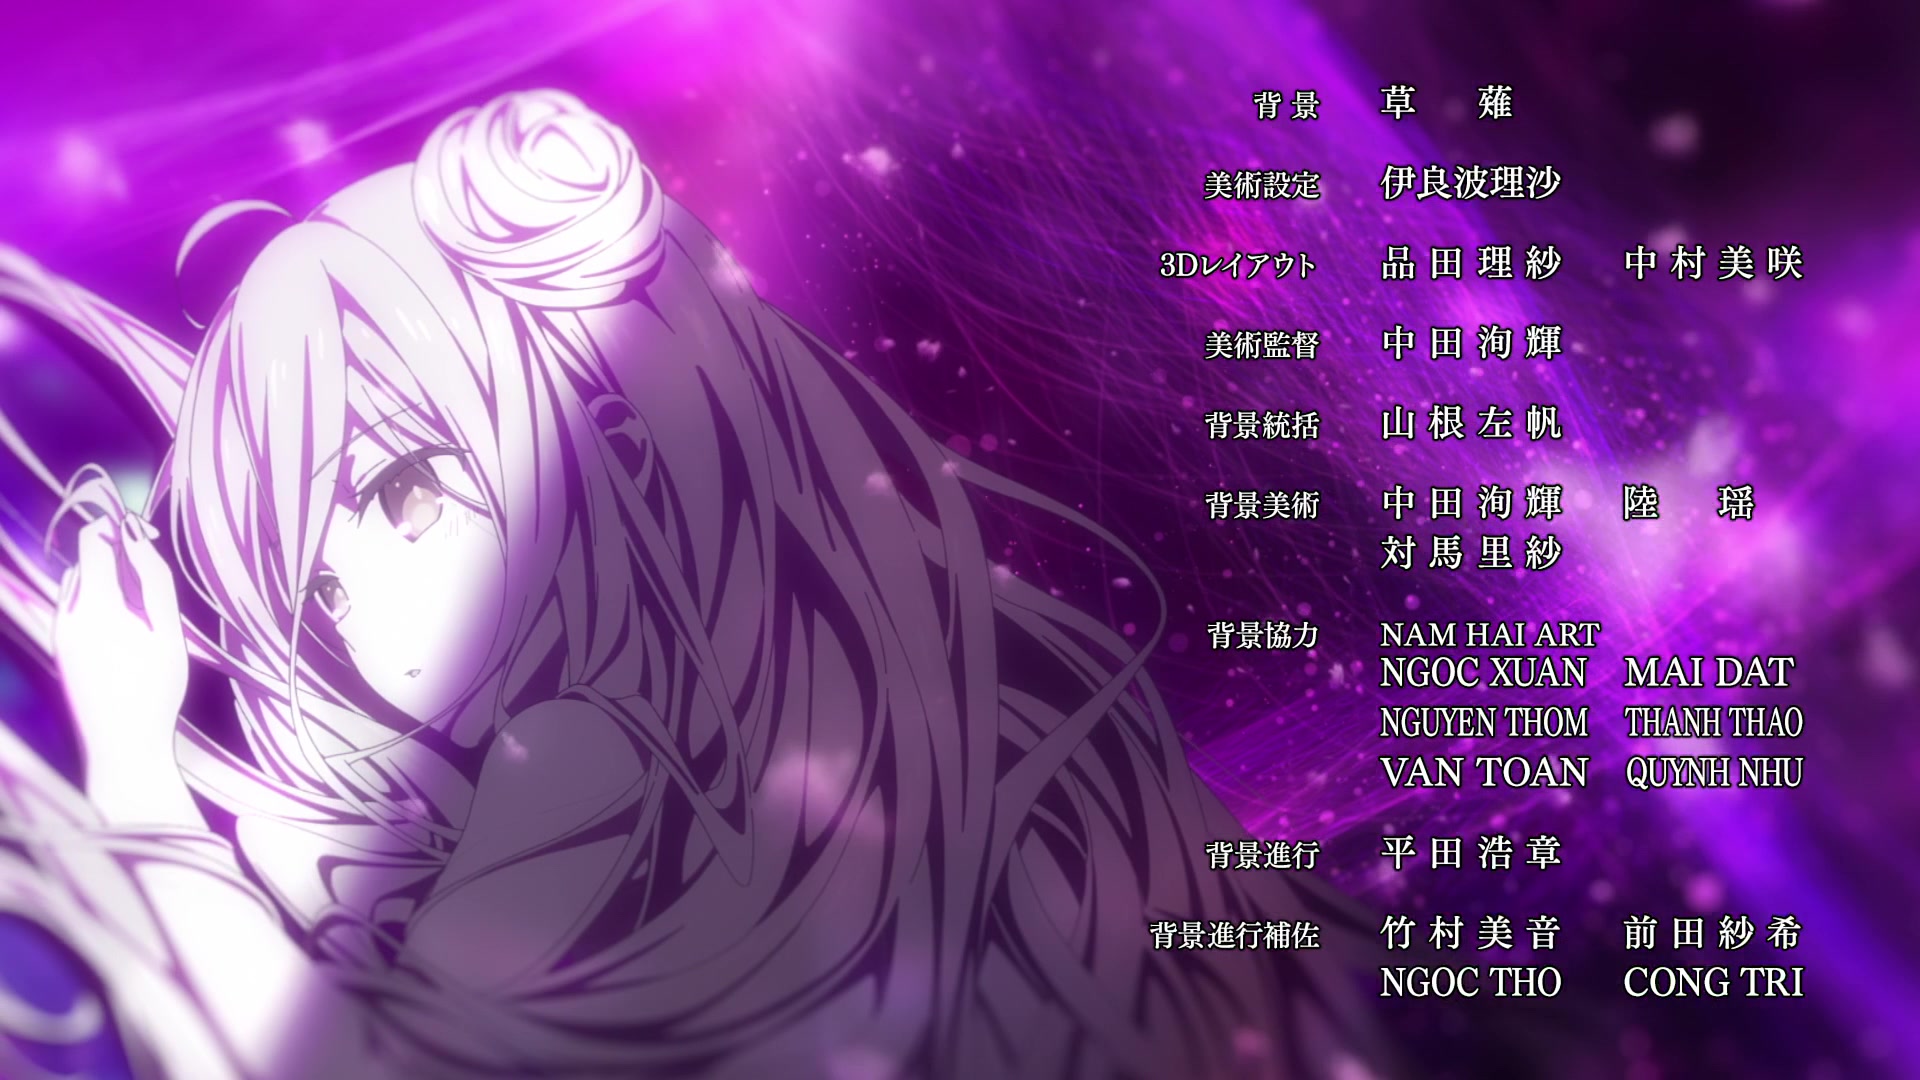 背景 草薙
美術設定 伊良波理沙
3Dレイアウト 品田理紗 中村美咲
美術監督 中田洵輝
背景統括 山根左帆
背景美術 中田洵輝 陸瑶
対馬里紗
背景協力 NAM HAI ART
NGOC XUAN MAI DAT
NGUYEN THOM THANH THAO
VAN TOAN QUYNH NHU
背景進行 平田浩章
背景進行補佐 竹村美音 前田紗希
NGOC THO CONG TRI